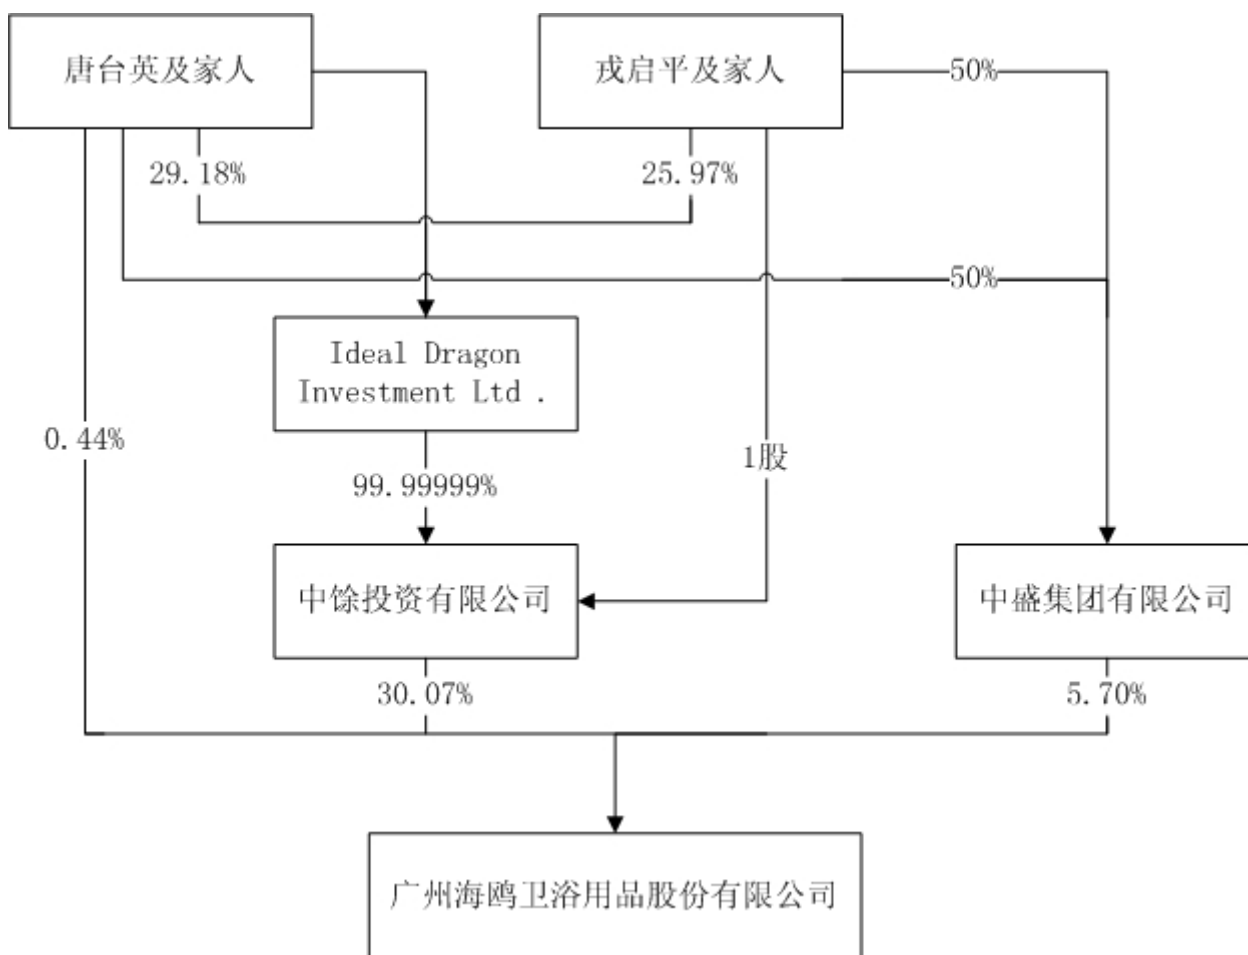 唐台英及家人
戎启平及家人
50%
29.18%
25.97%
50%
Ideal Dragon
Investment Ltd .
0.44%
1股
99.99999%
中馀投资有限公司
中盛集团有限公司
30.07%
5.70%
广州海鸥卫浴用品股份有限公司